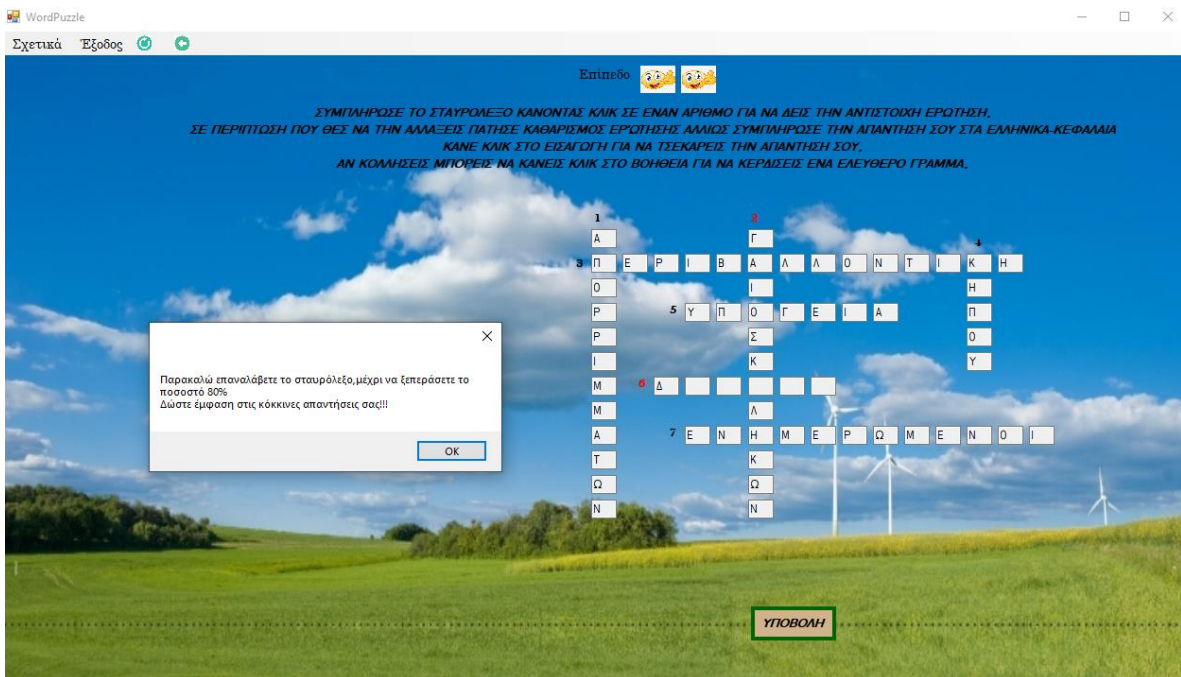 WordPuzzle
Σχετικά Έξοδος
Επίπεδο
ΣΥΜΠΛΗΡΩΣΕ ΤΟ ΣΤΑΥΡΟΛΕΞΟ ΚΑΝΟΝΤΑΣ ΚΛΙΚ ΣΕ ΕΝΑΝ ΑΡΙΘΜΟ ΓΙΑ ΝΑ ΔΕΙΣ ΤΗΝ ΑΝΤΙΣΤΟΙΧΗ ΕΡΩΤΗΣΗ.
ΣΕ ΠΕΡΙΠΤΩΣΗ ΠΟΥ ΘΕΣ ΝΑ ΤΗΝ ΑΛΛΑΞΕΙΣ ΠΑΤΗΣΕ ΚΑΘΑΡΙΣΜΟΣ ΕΡΏΤΗΣΗΣ ΑΛΛΙΩΣ ΣΥΜΠΛΗΡΩΣΕ ΤΗΝ ΑΠΑΝΤΗΣΗ ΣΟΥ ΣΤΑ ΕΛΛΗΝΙΚΑ-ΚΕΦΑΛΑΙΑ
ΚΑΝΕ ΚΛΙΚ ΣΤΟ ΕΙΣΑΓΩΓΗ ΓΙΑ ΝΑ ΤΣΕΚΑΡΕΙΣ ΤΗΝ ΑΠΑΝΤΗΣΗ ΣΟΥ.
ΑΝ ΚΟΛΛΗΣΕΙΣ ΜΠΟΡΕΙΣ ΝΑ ΚΑΝΕΙΣ ΚΛΙΚ ΣΤΟ ΒΟΗΘΕΙΑ ΓΙΑ ΝΑ ΚΕΡΔΙΣΕΙΣ ΕΝΑ ΕΛΕΥΘΕΡΟ ΓΡΑΜΜΑ.
1 2
Α Γ 4
3 Π Ε Ρ Ι Β Α Λ Λ Ο Ν Τ Ι Κ Η
Ο Ι Η
Ρ 5 Υ Π Ο Γ Ε Ι Α Π
Ρ Σ Ο
Ι Κ Υ
Μ 6 Δ
Μ Λ
Α 7 Ε Ν Η Μ Ε Ρ Ω Μ Ε Ν Ο Ι
Τ Κ
Ω Ω
Ν Ν
Παρακαλώ επαναλάβετε το σταυρόλεξο,μέχρι να ξεπεράσετε το
ποσοστό 80%
Δώστε έμφαση στις κόκκινες απαντήσεις σας!!!
OK
ΥΠΟΒΟΛΗ